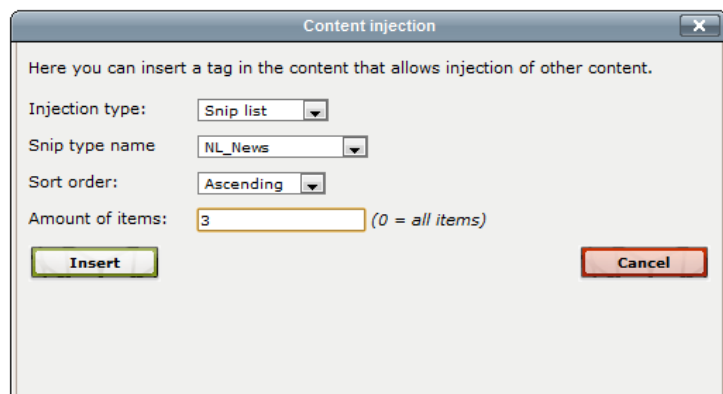 Content injection
Here you can insert a tag in the content that allows injection of other content.
Injection type: Snip list
Snip type name NL_News
Sort order: Ascending
Amount of items: 3 (0 = all items)
Insert Cancel